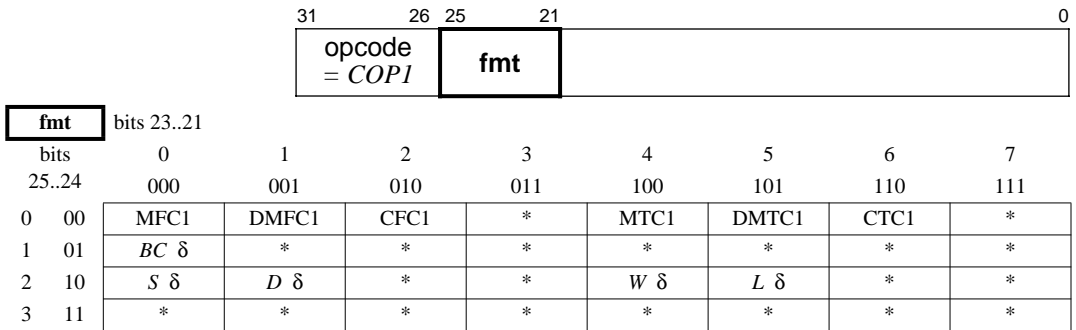 31 26 25 21 0
opcode
= COP1 fmt
fmt bits 23..21
bits 0 1 2 3 4 5 6 7
25..24 000 001 010 011 100 101 110 111
0 00 MFC1 DMFC1 CFC1 * MTC1 DMTC1 CTC1 *
1 01 BC δ * * * * * * *
2 10 S δ D δ * * W δ L δ * *
3 11 * * * * * * * *